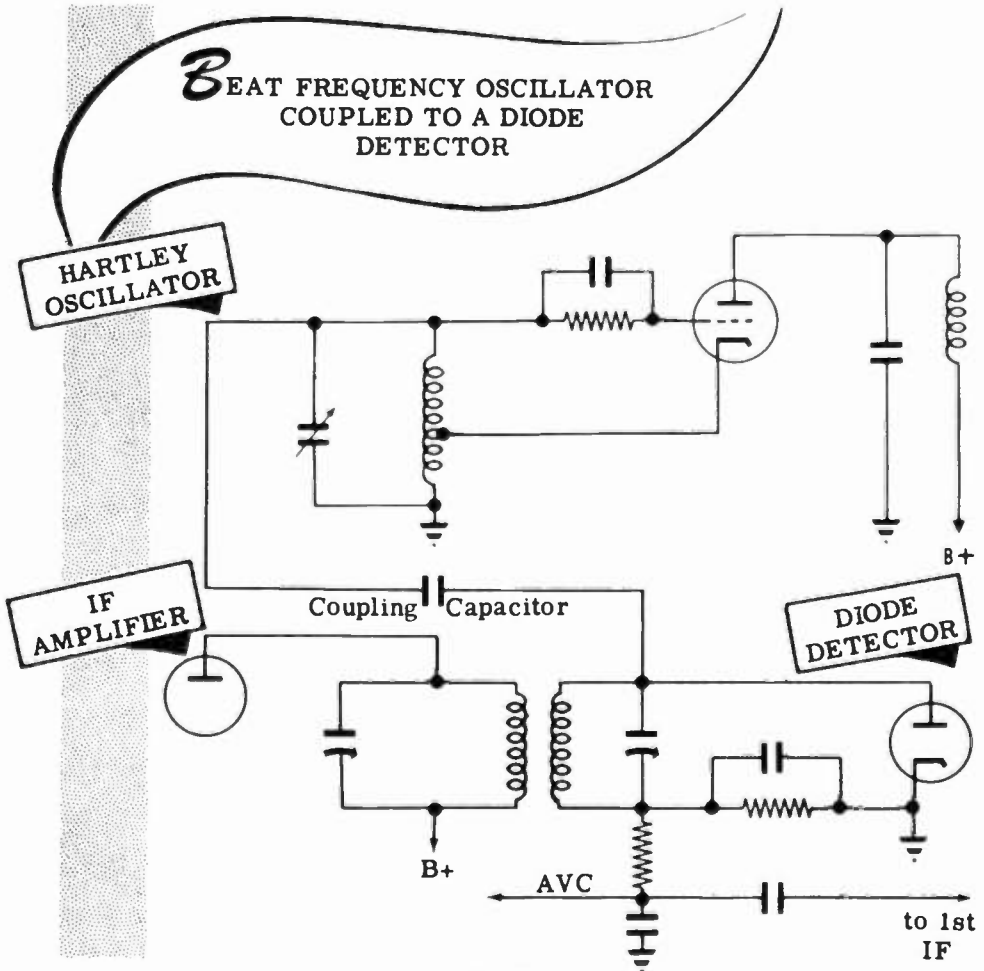 BEAT FREQUENCY OSCILLATOR
COUPLED TO A DIODE
DETECTOR
HARTLEY
OSCILLATOR
B+
IF
AMPLIFIER
Coupling Capacitor
DIODE
DETECTOR
B+
AVC
to 1st
IF